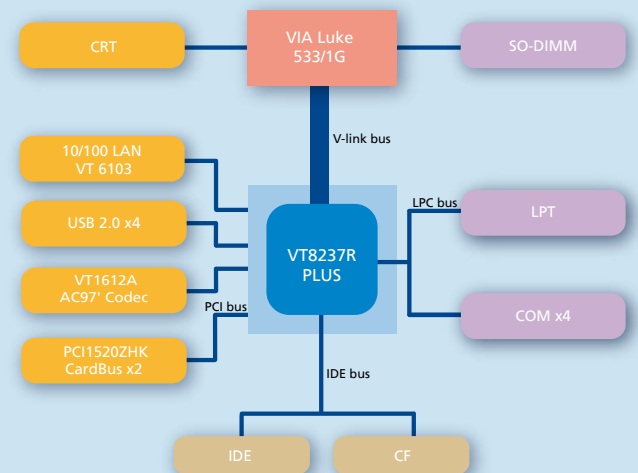 CRT
VIA Luke
533/1G
SO-DIMM
V-link bus
10/100 LAN
VT 6103
USB 2.0 x4
VT1612A
AC97' Codec
PCI bus
PCI1520ZHK
CardBus x2
VT8237R
PLUS
LPC bus
LPT
COM x4
IDE bus
IDE
CF